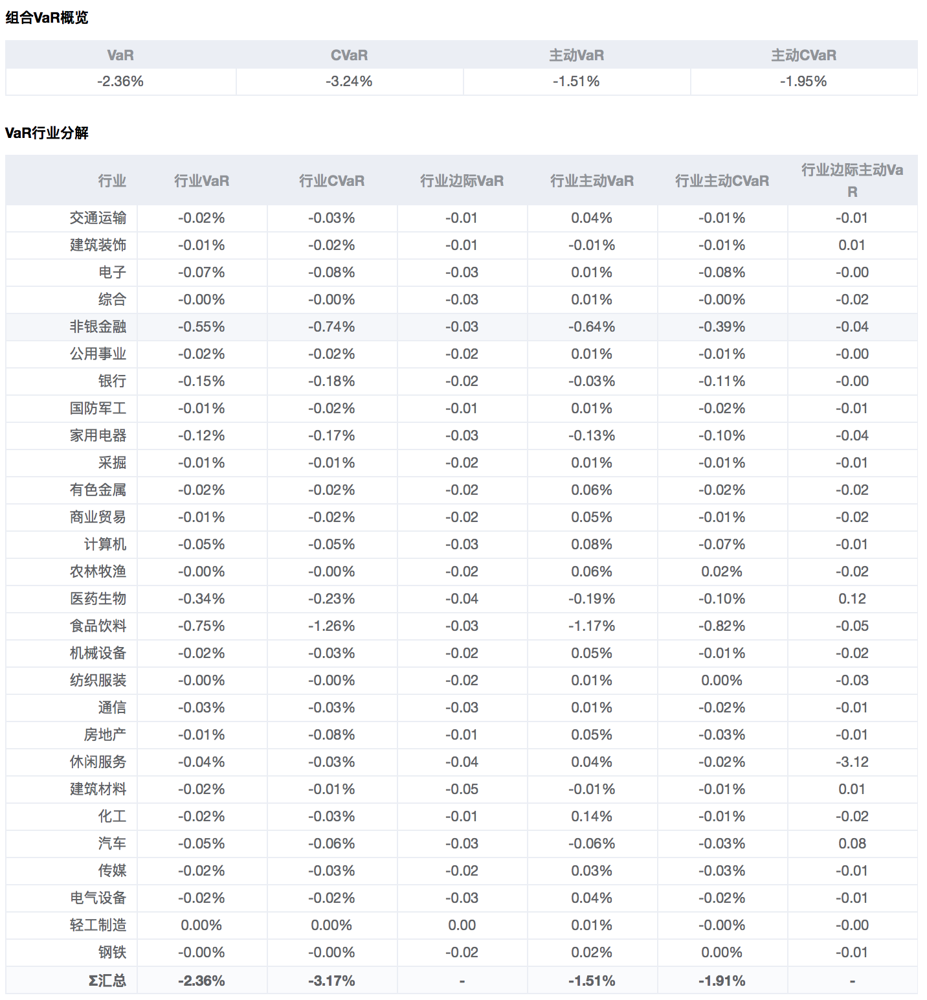 组合VaR概览
VaR CVaR 主动VaR 主动CVaR
-2.36% -3.24% -1.51% -1.95%
VaR行业分解
行业 行业VaR 行业CVaR 行业边际VaR 行业主动VaR 行业主动CVaR 行业边际主动Va
R
交通运输 -0.02% -0.03% -0.01 0.04% -0.01% -0.01
建筑装饰 -0.01% -0.02% -0.01 -0.01% -0.01% 0.01
电子 -0.07% -0.08% -0.03 0.01% -0.08% -0.00
综合 -0.00% -0.00% -0.03 0.01% -0.00% -0.02
非银金融 -0.55% -0.74% -0.03 -0.64% -0.39% -0.04
公用事业 -0.02% -0.02% -0.02 0.01% -0.01% -0.00
银行 -0.15% -0.18% -0.02 -0.03% -0.11% -0.00
国防军工 -0.01% -0.02% -0.01 0.01% -0.02% -0.01
家用电器 -0.12% -0.17% -0.03 -0.13% -0.10% -0.04
采掘 -0.01% -0.01% -0.02 0.01% -0.01% -0.01
有色金属 -0.02% -0.02% -0.02 0.06% -0.02% -0.02
商业贸易 -0.01% -0.02% -0.02 0.05% -0.01% -0.02
计算机 -0.05% -0.05% -0.03 0.08% -0.07% -0.01
农林牧渔 -0.00% -0.00% -0.02 0.06% 0.02% -0.02
医药生物 -0.34% -0.23% -0.04 -0.19% -0.10% 0.12
食品饮料 -0.75% -1.26% -0.03 -1.17% -0.82% -0.05
机械设备 -0.02% -0.03% -0.02 0.05% -0.01% -0.02
纺织服装 -0.00% -0.00% -0.02 0.01% 0.00% -0.03
通信 -0.03% -0.03% -0.03 0.01% -0.02% -0.01
房地产 -0.01% -0.08% -0.01 0.05% -0.03% -0.01
休闲服务 -0.04% -0.03% -0.04 0.04% -0.02% -3.12
建筑材料 -0.02% -0.01% -0.05 -0.01% -0.01% 0.01
化工 -0.02% -0.03% -0.01 0.14% -0.01% -0.02
汽车 -0.05% -0.06% -0.03 -0.06% -0.03% 0.08
传媒 -0.02% -0.03% -0.02 0.03% -0.03% -0.01
电气设备 -0.02% -0.02% -0.03 0.04% -0.02% -0.01
轻工制造 0.00% 0.00% 0.00 0.01% -0.00% -0.00
钢铁 -0.00% -0.00% -0.02 0.02% 0.00% -0.01
Σ汇总 -2.36% -3.17% - -1.51% -1.91% -